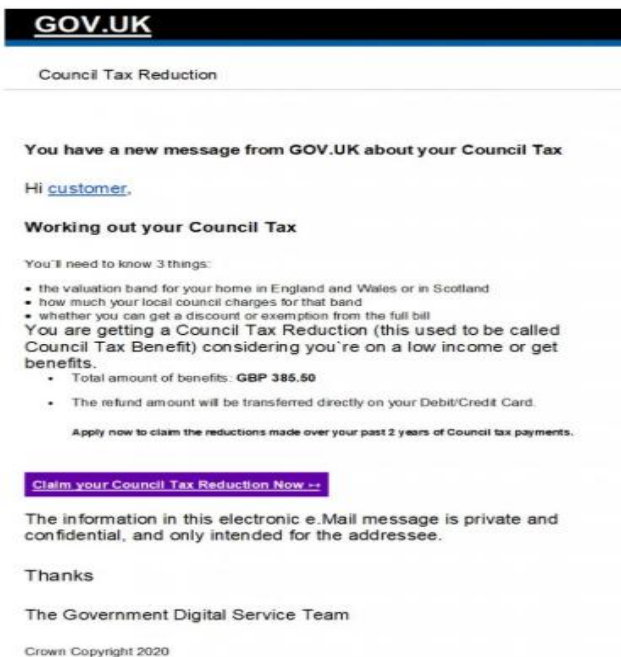 GOV.UK
Council Tax Reduction
You have a new message from GOV.UK about your Council Tax
Hi customer,
Working out your Council Tax
You`ll need to know 3 things:
• the valuation band for your home in England and Wales or in Scotland
• how much your local council charges for that band
• whether you can get a discount or exemption from the full bill
You are getting a Council Tax Reduction (this used to be called
Council Tax Benefit) considering you`re on a low income or get
benefits.
• Total amount of benefits: GBP 385.50
• The refund amount will be transferred directly on your Debit/Credit Card.
Apply now to claim the reductions made over your past 2 years of Council tax payments.
Claim your Council Tax Reduction Now ↦
The information in this electronic e.Mail message is private and
confidential, and only intended for the addressee.
Thanks
The Government Digital Service Team
Crown Copyright 2020